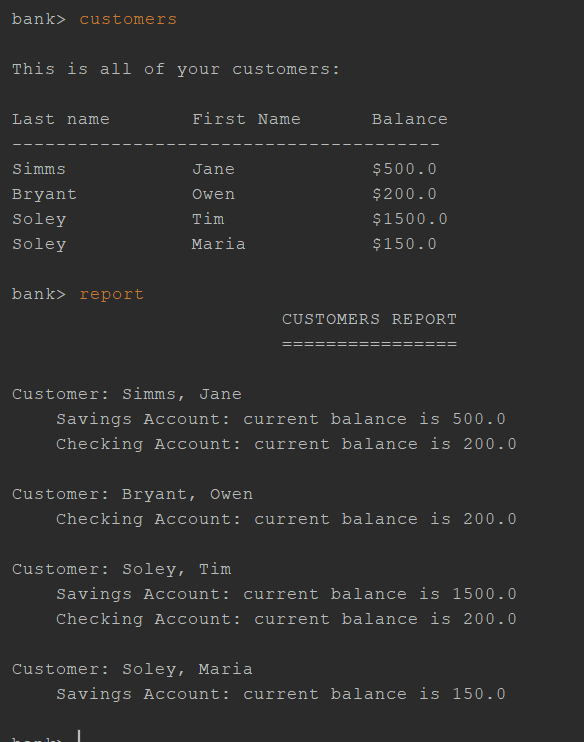 bank> customers
This is all of your customers:
Last name First Name Balance
---------------------------------------
Simms Jane $500.0
Bryant Owen $200.0
Soley Tim $1500.0
Soley Maria $150.0
bank> report
CUSTOMERS REPORT
================
Customer: Simms, Jane
Savings Account: current balance is 500.0
Checking Account: current balance is 200.0
Customer: Bryant, Owen
Checking Account: current balance is 200.0
Customer: Soley, Tim
Savings Account: current balance is 1500.0
Checking Account: current balance is 200.0
Customer: Soley, Maria
Savings Account: current balance is 150.0
bank>